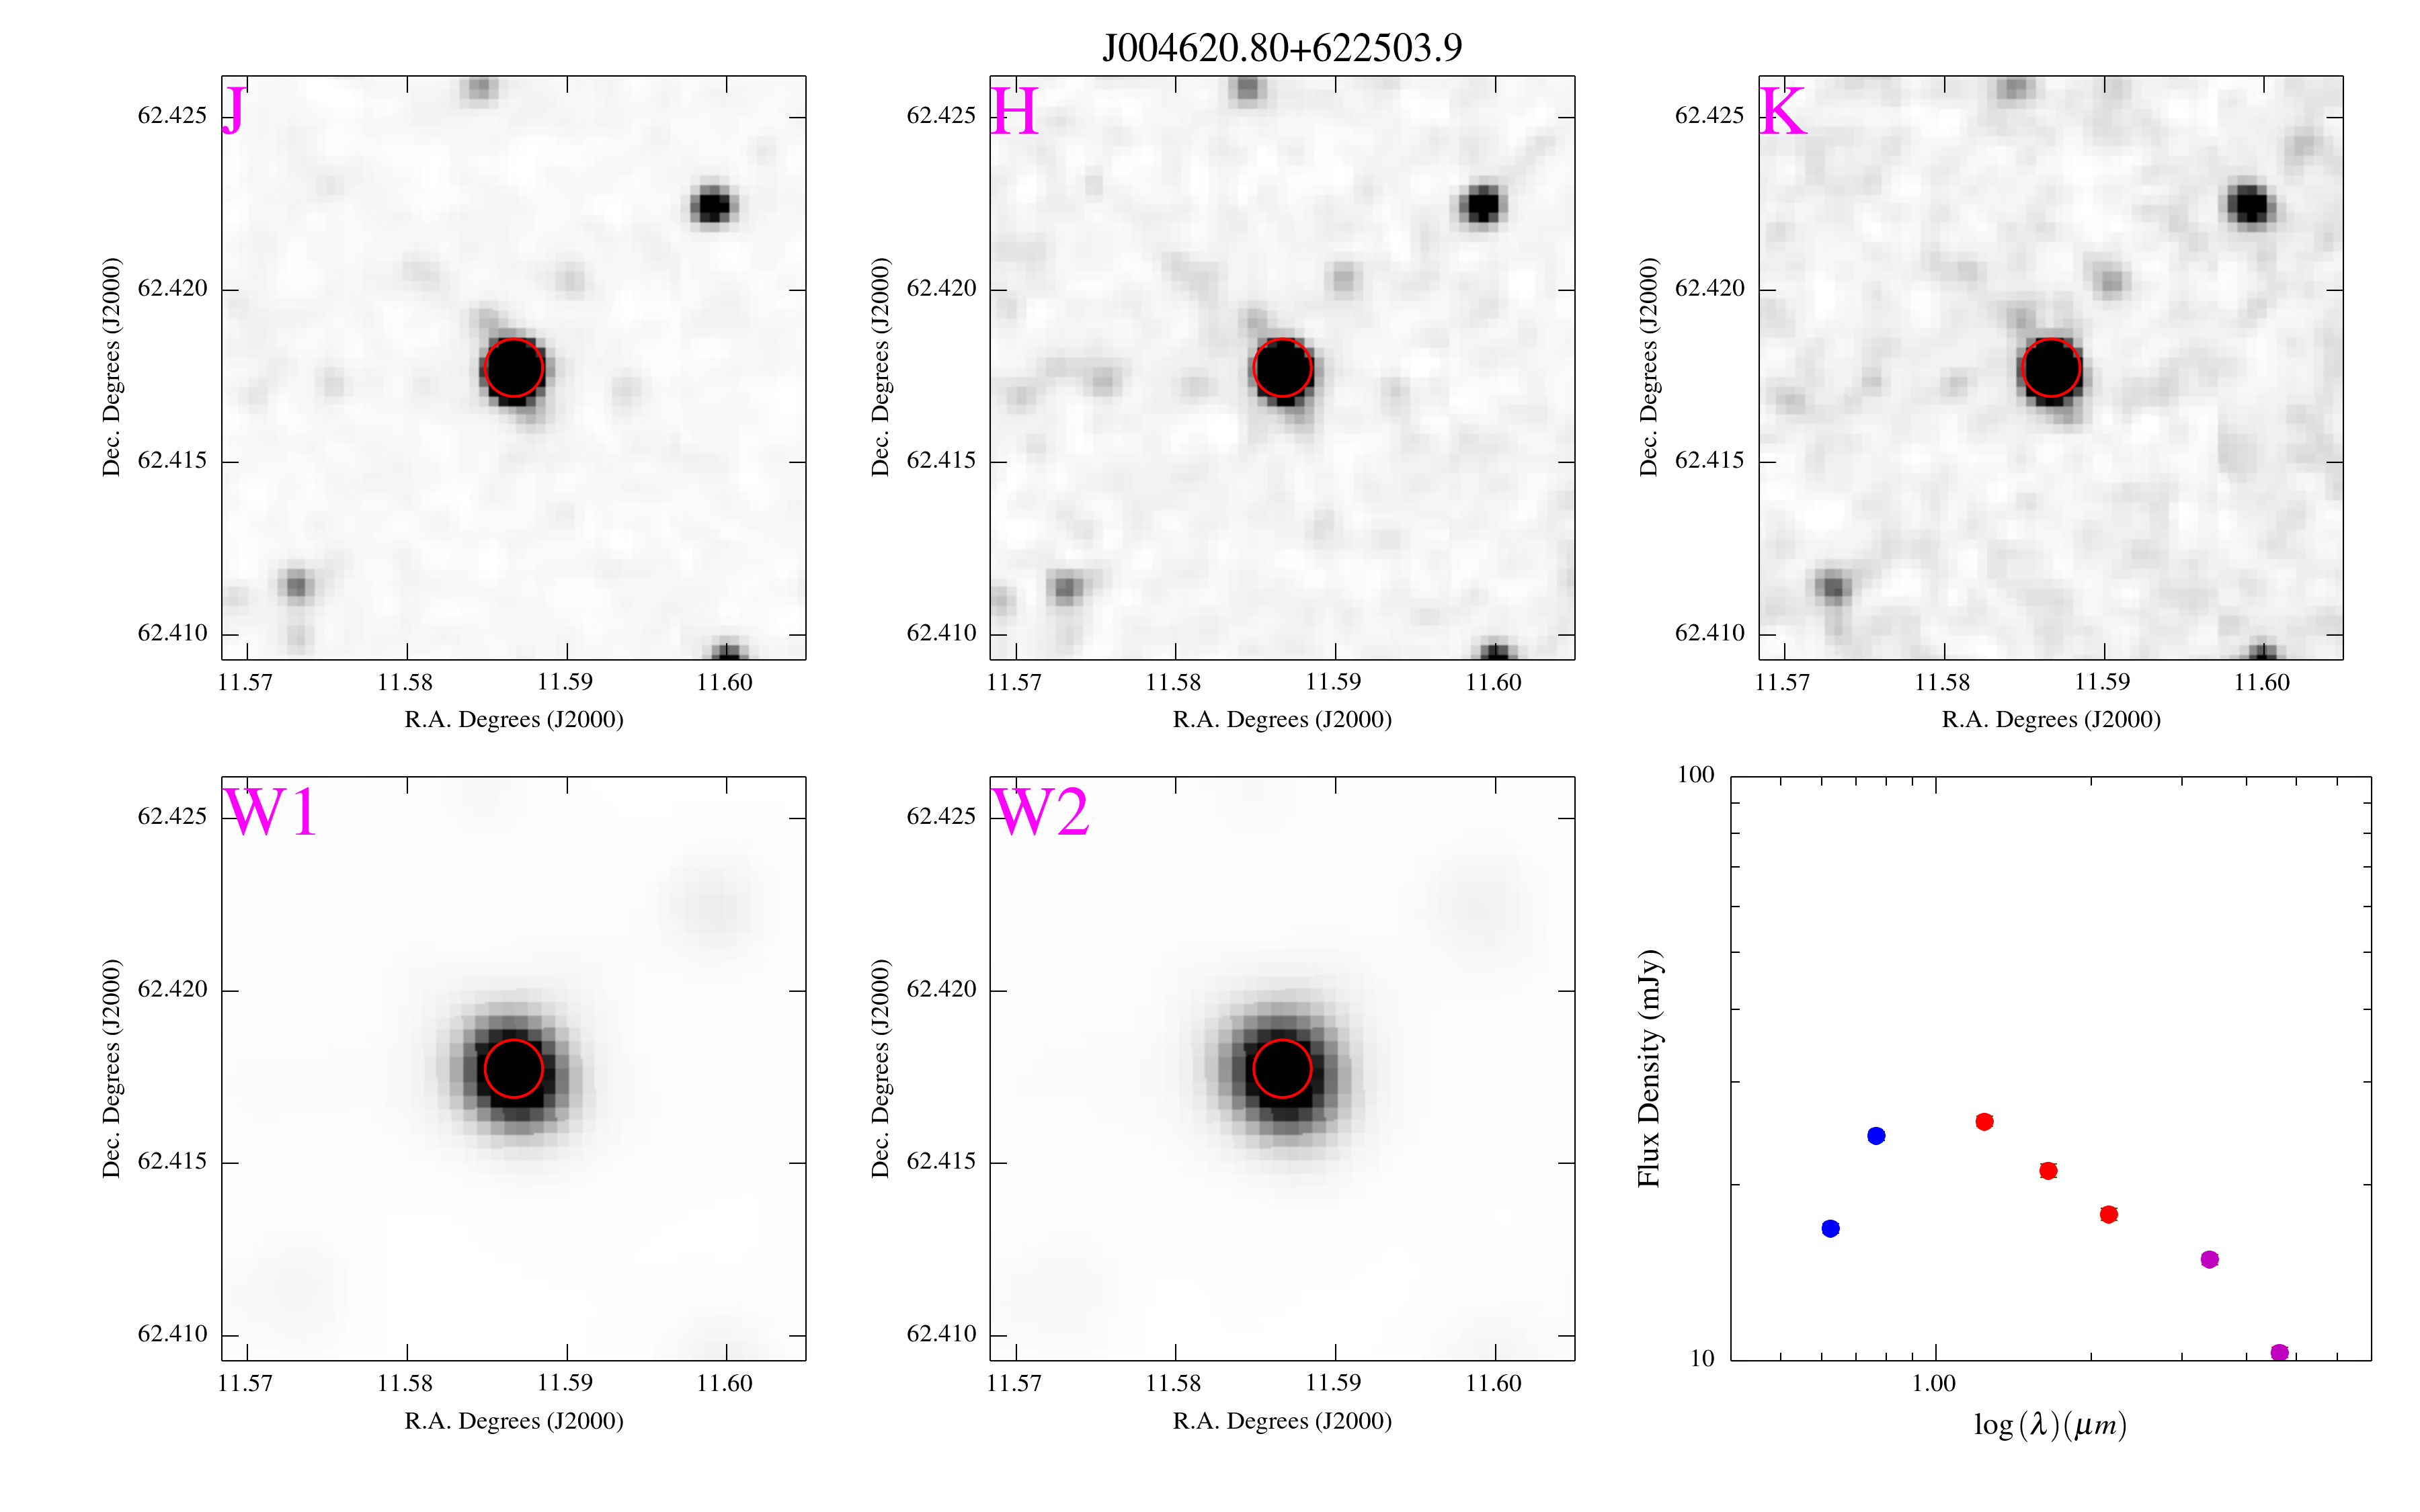 J004620.80+622503.9
J
62.425
62.420
62.415
62.410
Dec. Degrees (J2000)
11.57 11.58 11.59 11.60
R.A. Degrees (J2000)
H
62.425
62.420
62.415
62.410
Dec. Degrees (J2000)
11.57 11.58 11.59 11.60
R.A. Degrees (J2000)
K
62.425
62.420
62.415
62.410
Dec. Degrees (J2000)
11.57 11.58 11.59 11.60
R.A. Degrees (J2000)
W1
62.425
62.420
62.415
62.410
Dec. Degrees (J2000)
11.57 11.58 11.59 11.60
R.A. Degrees (J2000)
W2
62.425
62.420
62.415
62.410
Dec. Degrees (J2000)
11.57 11.58 11.59 11.60
R.A. Degrees (J2000)
100
10
Flux Density (mJy)
1.00
log(λ)(μm)